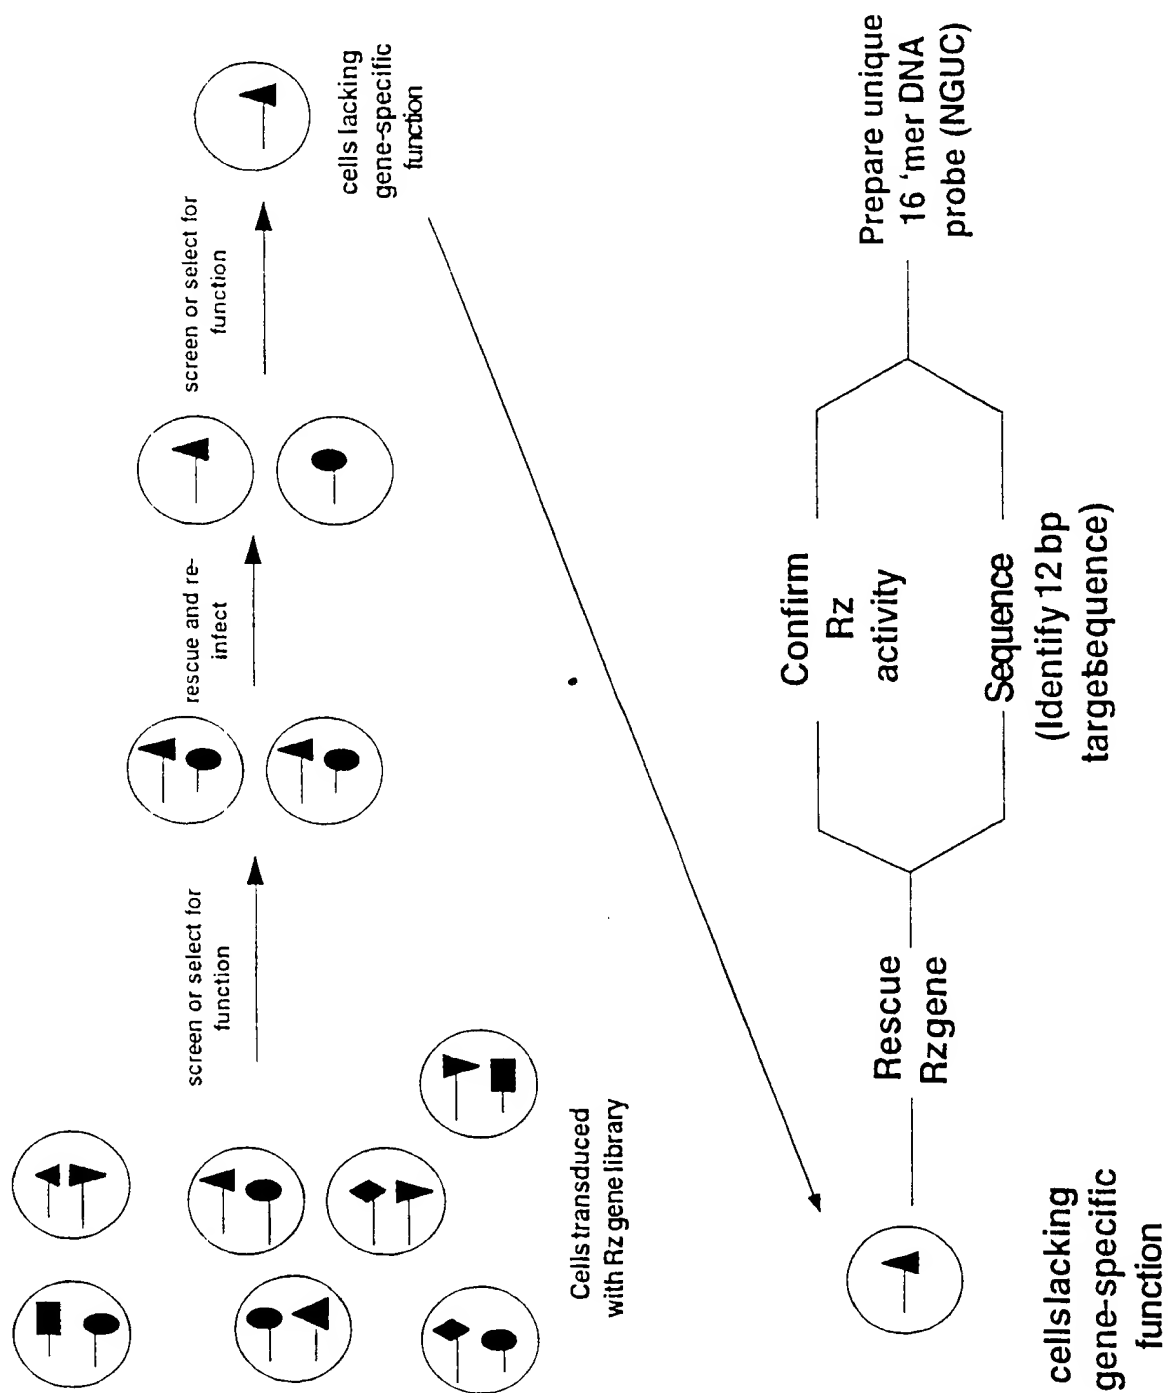 Cells transduced
with Rz gene library
screen or select for
function
rescue and re-
infect
screen or select for
function
cells lacking
gene-specific
function
cells lacking
gene-specific
function
Rescue
Rz gene
Confirm
Rz
activity
Sequence
(Identify 12 bp
target sequence)
Prepare unique
16 'mer DNA
probe (NGUC)